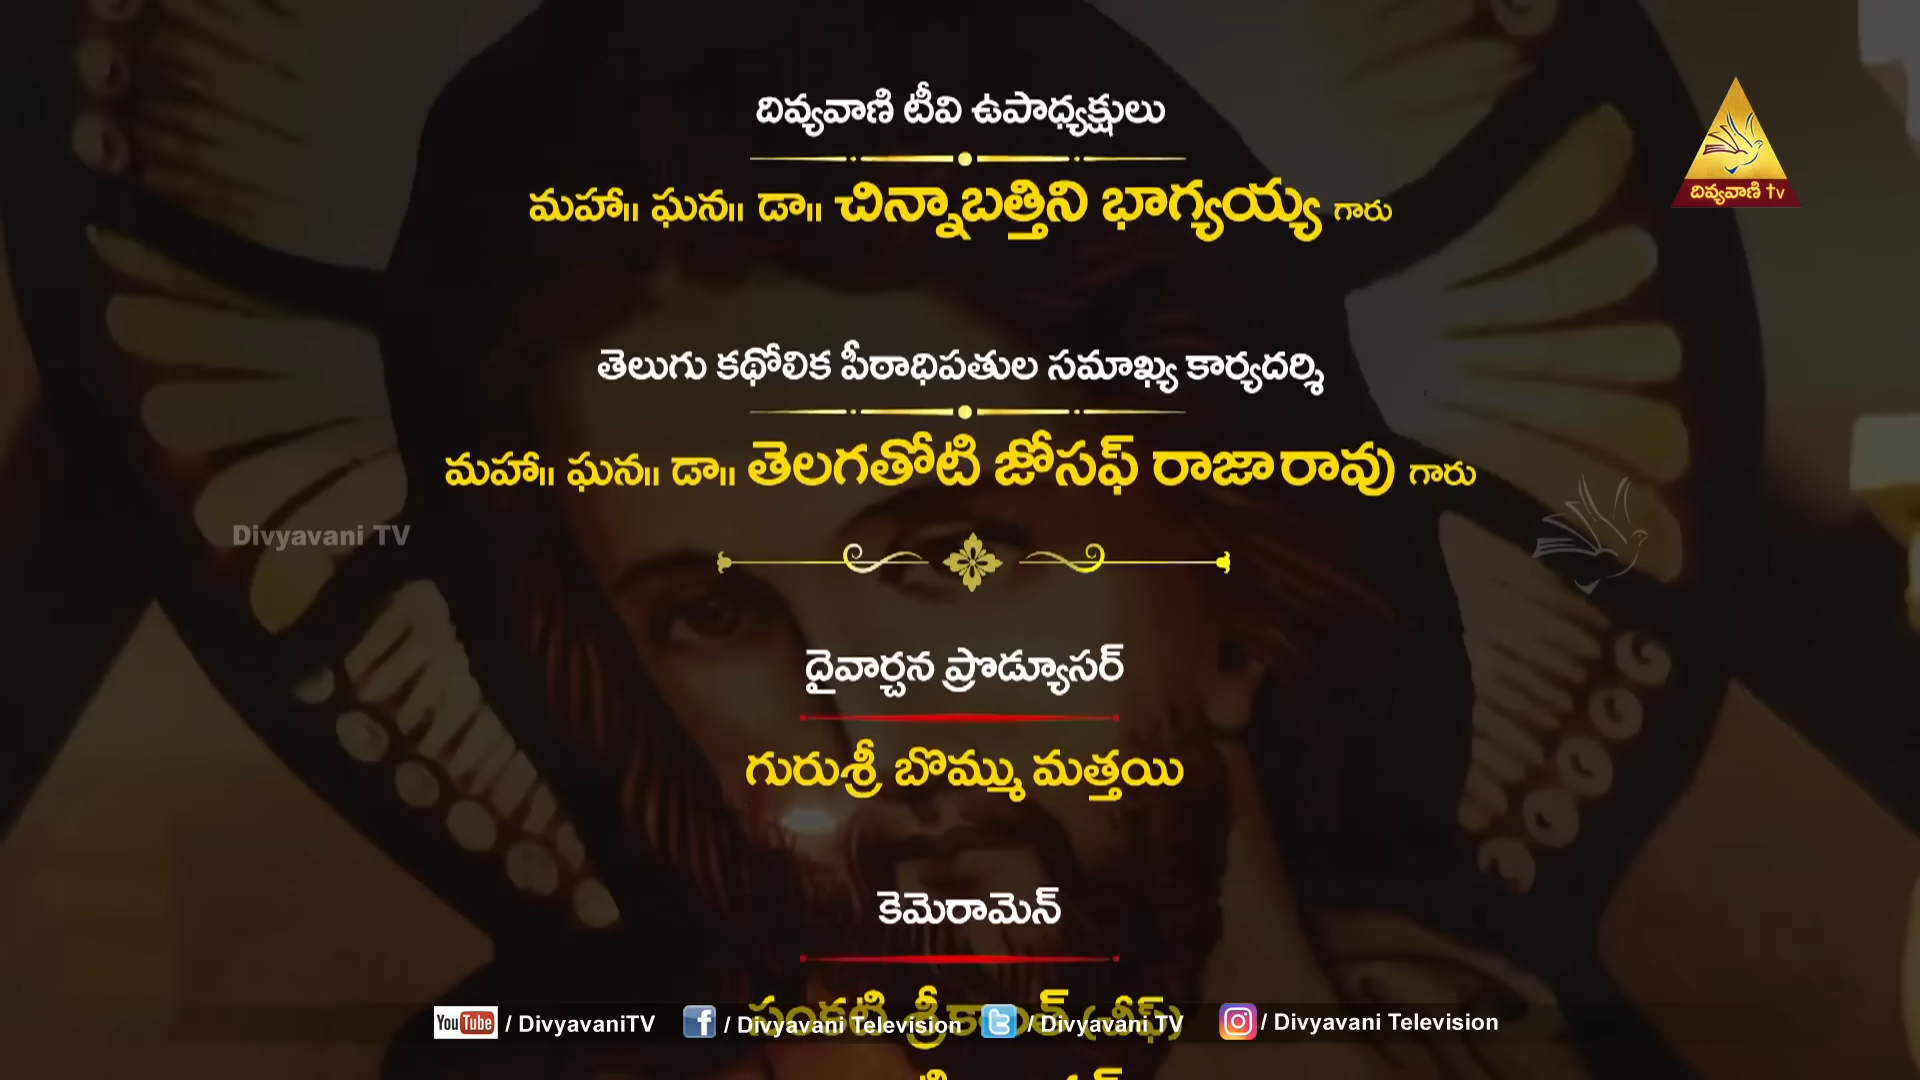 దివ్యవాణి టీవి ఉపాధ్యక్షులు
మహా॥ ఘన॥ డా॥ చిన్నాబత్తిని భాగ్యయ్య గారు
దివ్యవాణి tv
తెలుగు కథోలిక పీఠాధిపతుల సమాఖ్య కార్యదర్శి
మహా॥ ఘన॥ డా॥ తెలగతోటి జోసఫ్ రాజారావు గారు
Divyavani TV
దైవార్చన ప్రొడ్యూసర్
గురుశ్రీ బొమ్ము మత్తయి
కెమెరామెన్
YouTube / DivyavaniTV f / Divyavani Television / Divyavani TV / Divyavani Television